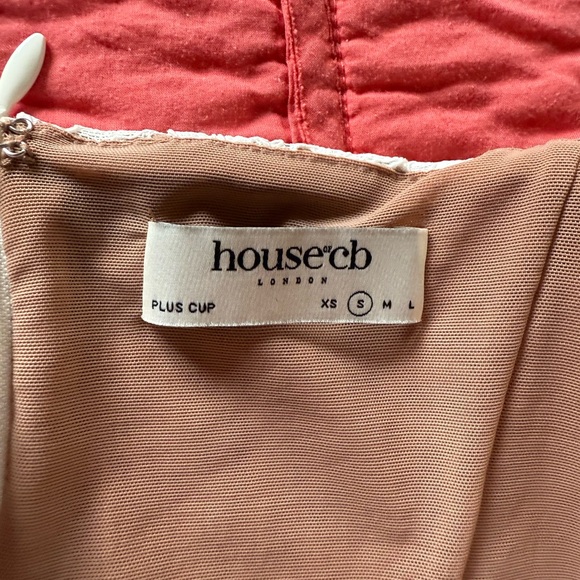 house of cb
LONDON
PLUS CUP XS S M L